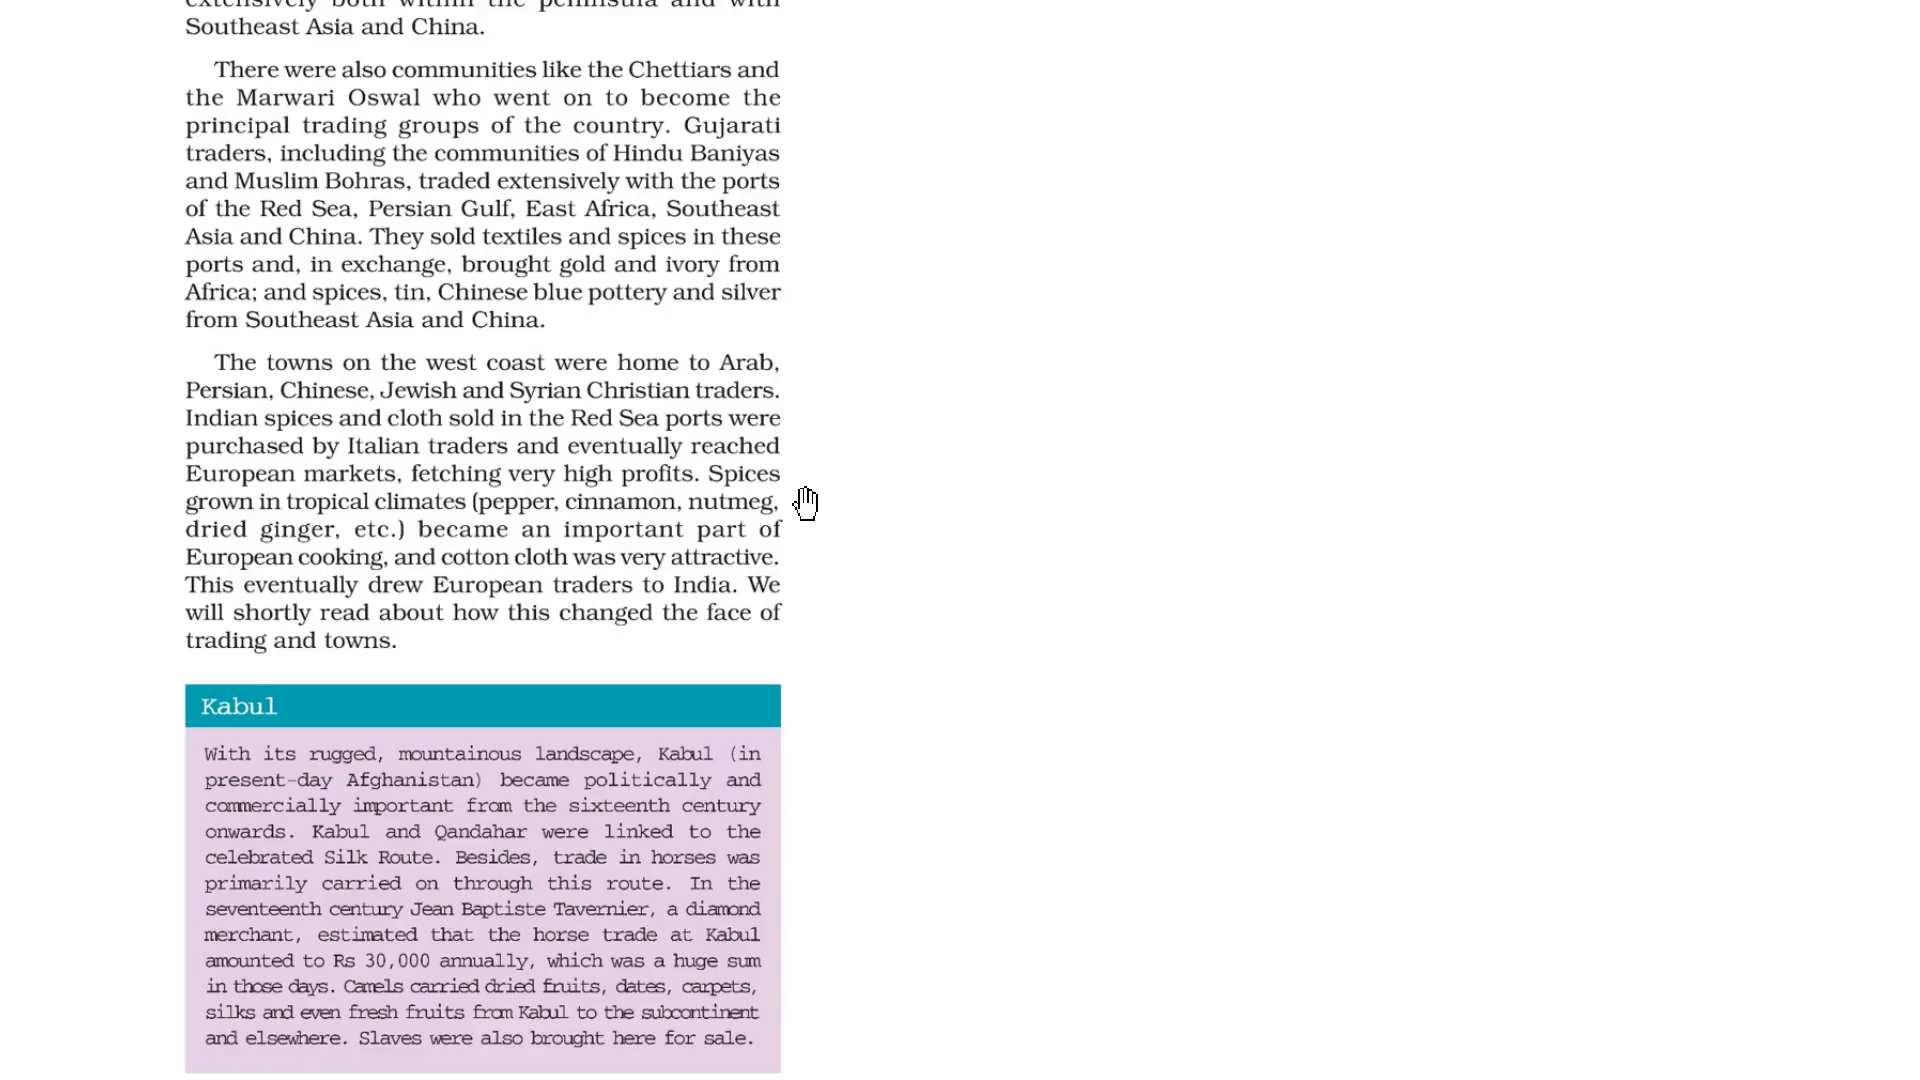 extensively both within the peninsula and with
Southeast Asia and China.
There were also communities like the Chettiars and
the Marwari Oswal who went on to become the
principal trading groups of the country. Gujarati
traders, including the communities of Hindu Baniyas
and Muslim Bohras, traded extensively with the ports
of the Red Sea, Persian Gulf, East Africa, Southeast
Asia and China. They sold textiles and spices in these
ports and, in exchange, brought gold and ivory from
Africa; and spices, tin, Chinese blue pottery and silver
from Southeast Asia and China.
The towns on the west coast were home to Arab,
Persian, Chinese, Jewish and Syrian Christian traders.
Indian spices and cloth sold in the Red Sea ports were
purchased by Italian traders and eventually reached
European markets, fetching very high profits. Spices
grown in tropical climates (pepper, cinnamon, nutmeg,
dried ginger, etc.) became an important part of
European cooking, and cotton cloth was very attractive.
This eventually drew European traders to India. We
will shortly read about how this changed the face of
trading and towns.
Kabul
With its rugged, mountainous landscape, Kabul (in
present-day Afghanistan) became politically and
commercially important from the sixteenth century
onwards. Kabul and Qandahar were linked to the
celebrated Silk Route. Besides, trade in horses was
primarily carried on through this route. In the
seventeenth century Jean Baptiste Tavernier, a diamond
merchant, estimated that the horse trade at Kabul
amounted to Rs 30,000 annually, which was a huge sum
in those days. Camels carried dried fruits, dates, carpets,
silks and even fresh fruits from Kabul to the subcontinent
and elsewhere. Slaves were also brought here for sale.